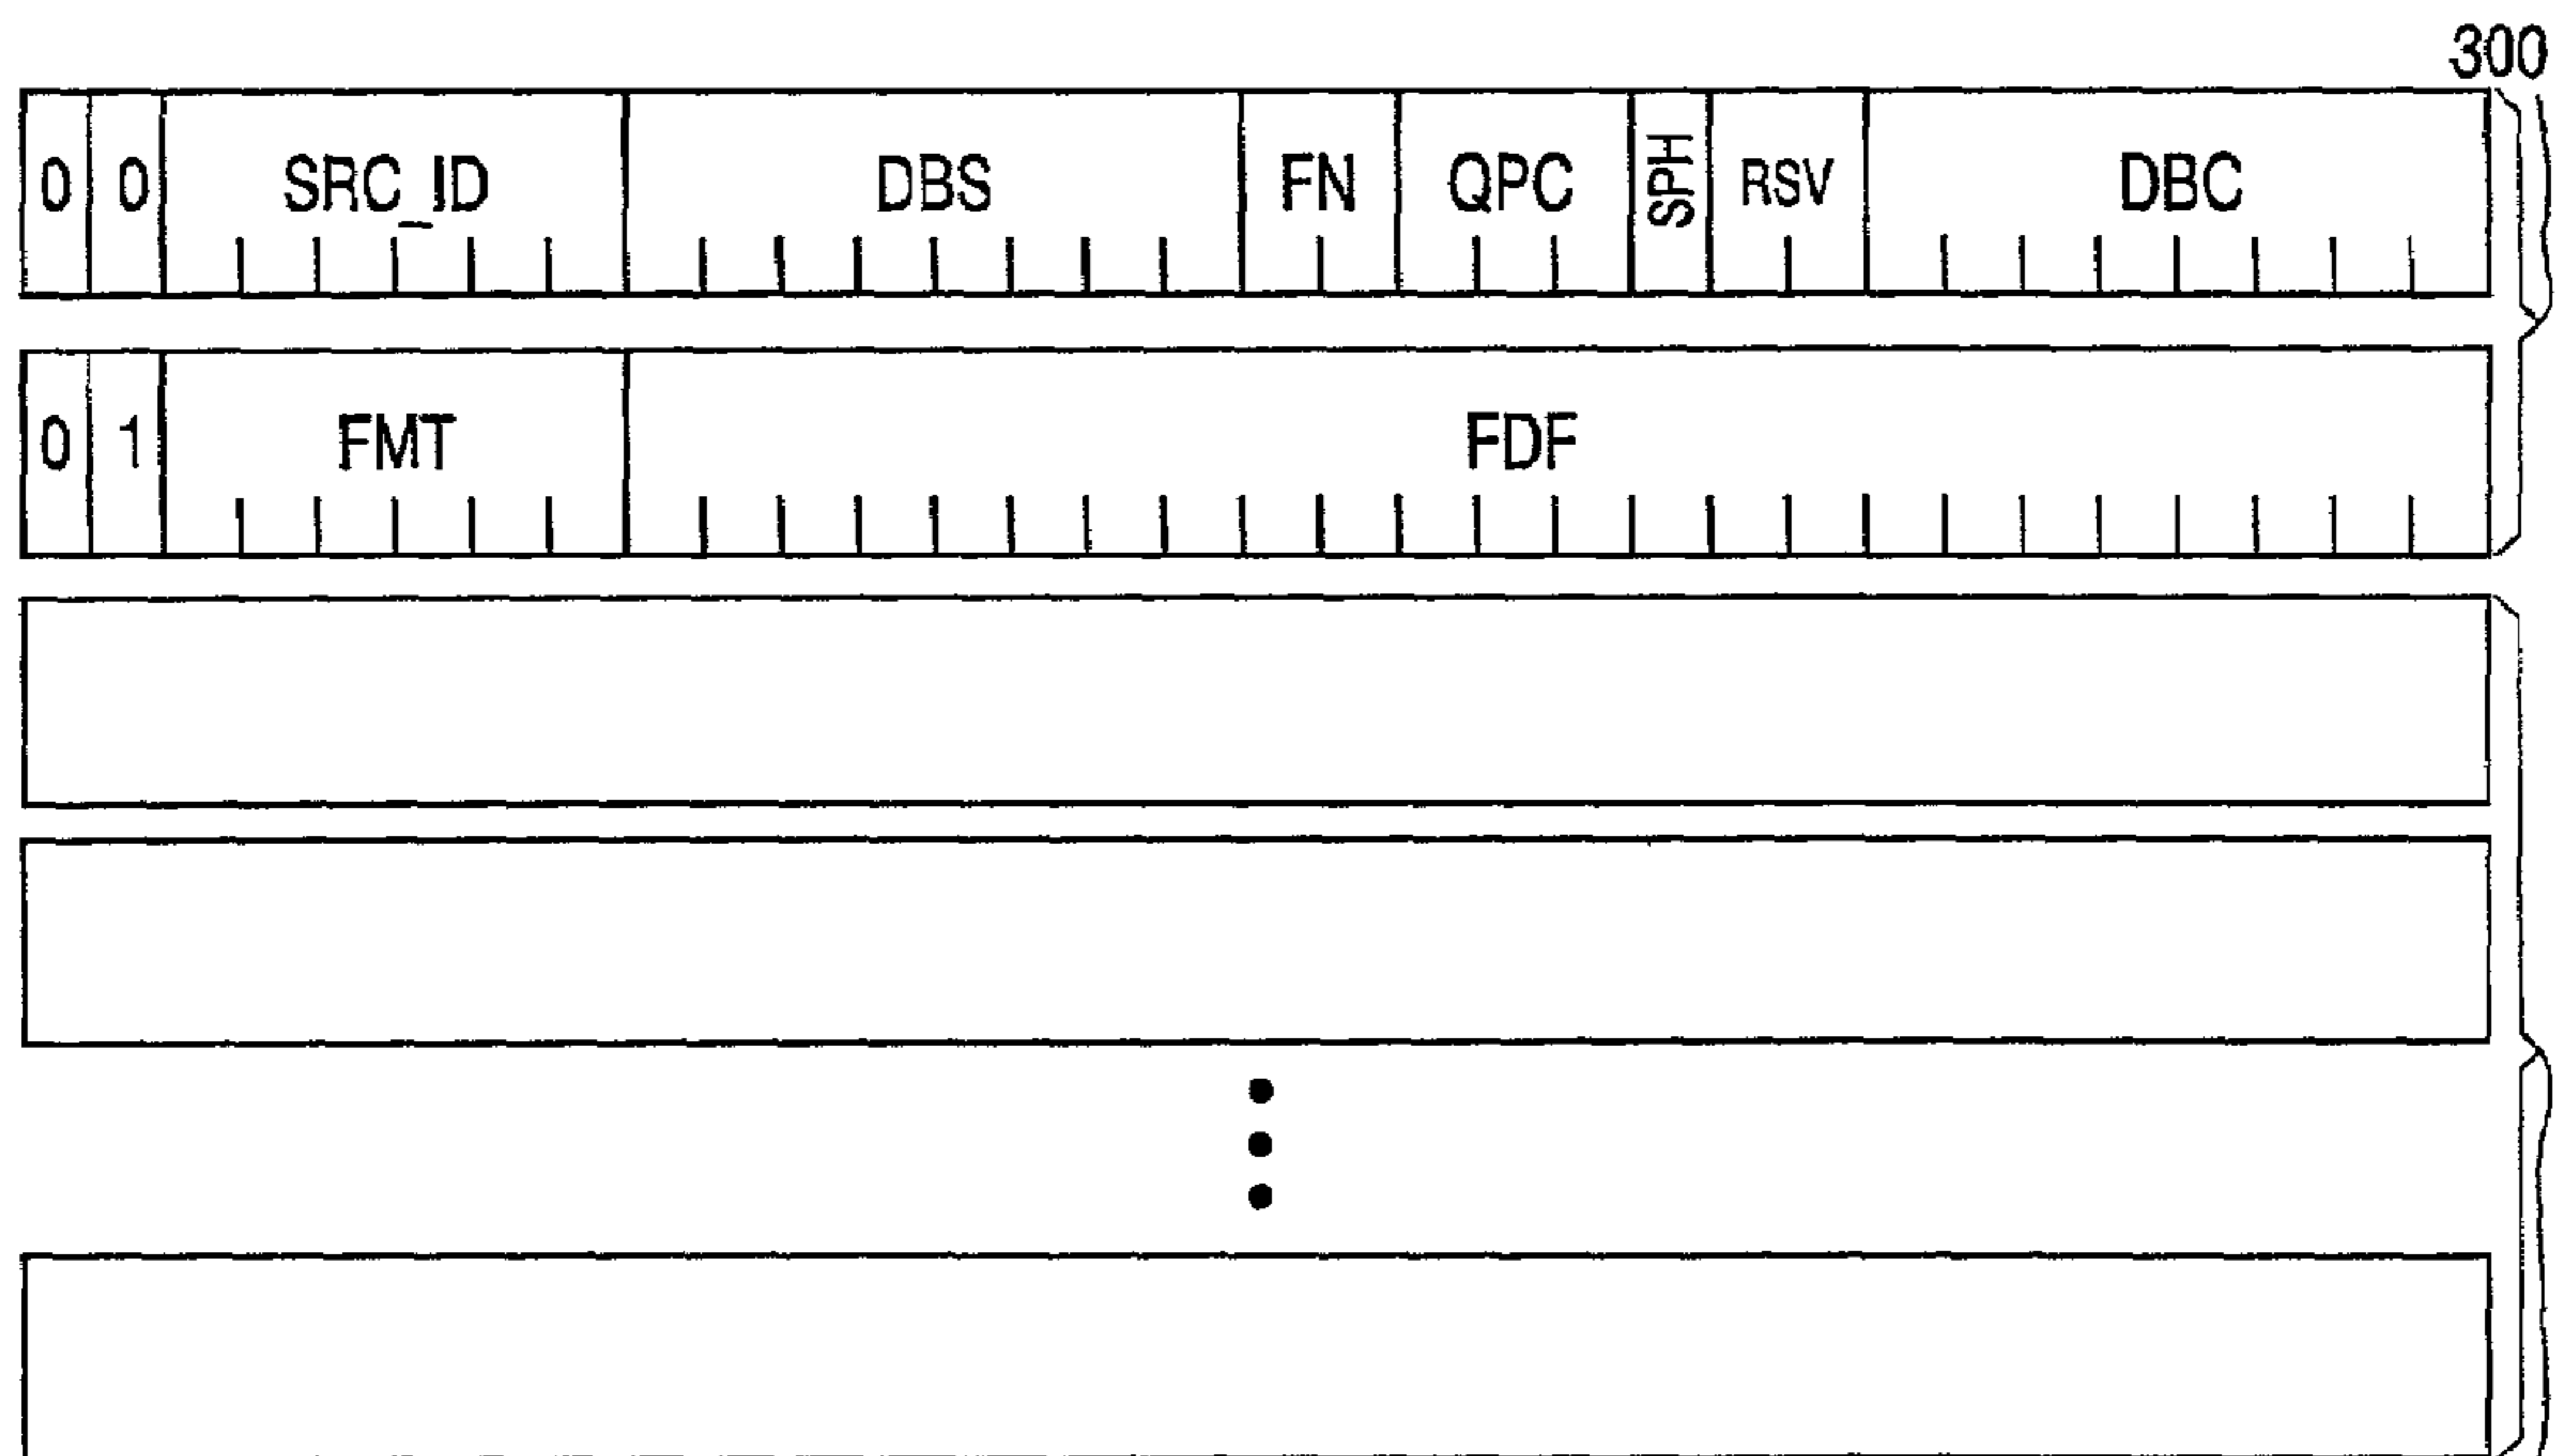 300
0 0 SRC_ID DBS FN QPC SPH RSV DBC
0 1 FMT FDF